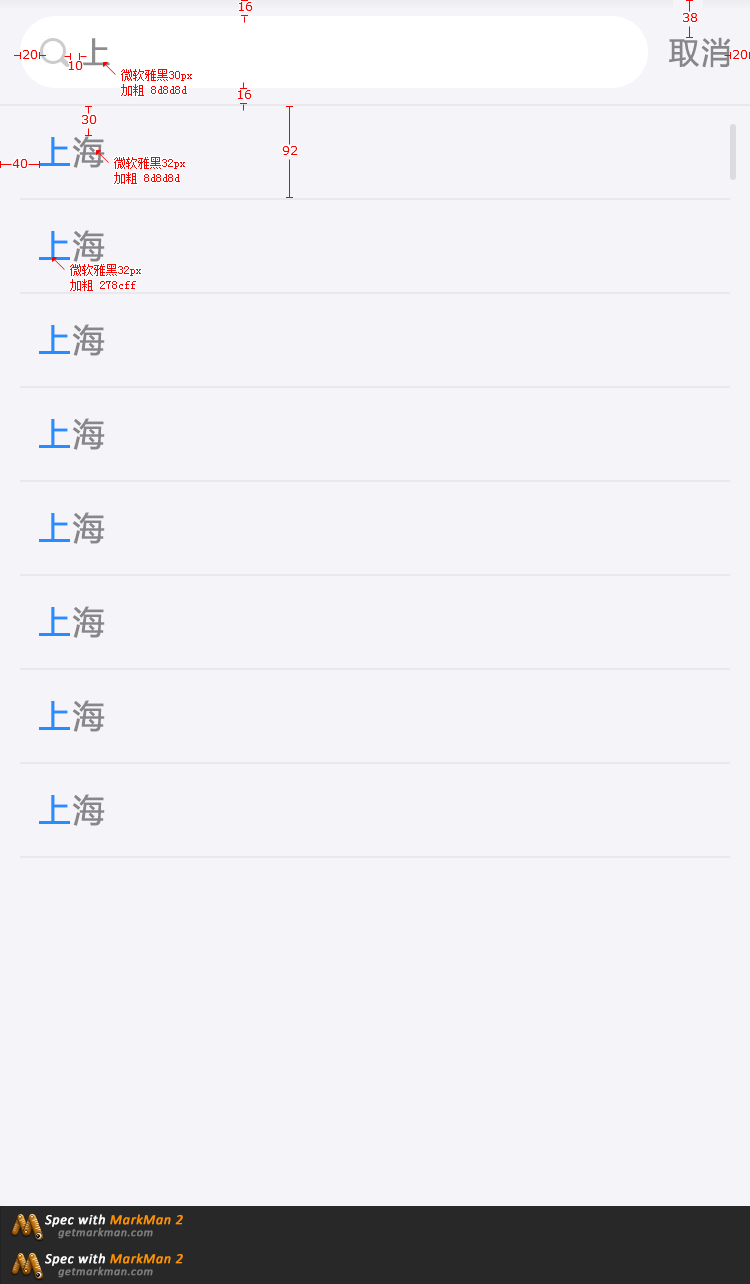 16
38
20
10
上
取消
20
微软雅黑30px
加粗 8d8d8d
16
30
上海
92
40
微软雅黑32px
加粗 8d8d8d
上海
微软雅黑32px
加粗 278cff
上海
上海
上海
上海
上海
上海
Spec with MarkMan 2
getmarkman.com
Spec with MarkMan 2
getmarkman.com